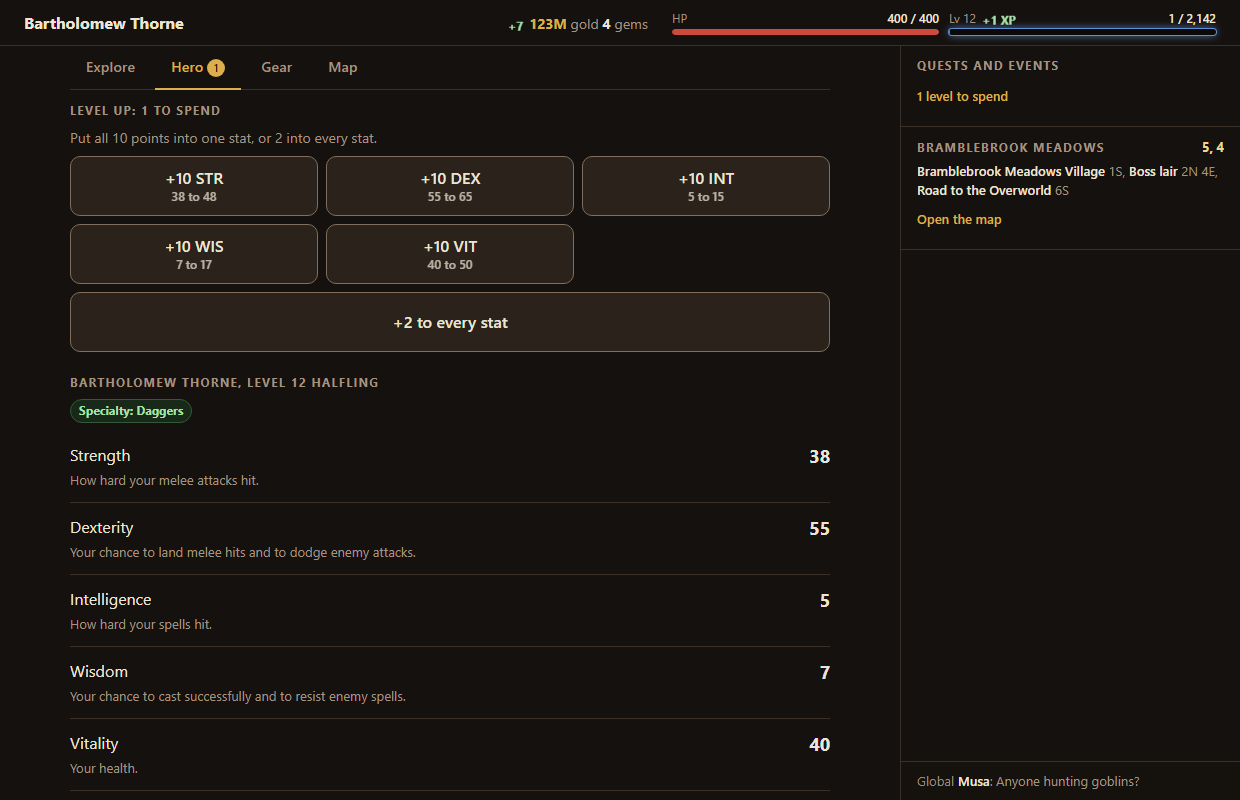 Bartholomew Thorne
+7 123M gold 4 gems
HP 400 / 400
Lv 12 +1 XP 1 / 2,142
Explore
Hero 1
Gear
Map
LEVEL UP: 1 TO SPEND
Put all 10 points into one stat, or 2 into every stat.
+10 STR
38 to 48
+10 DEX
55 to 65
+10 INT
5 to 15
+10 WIS
7 to 17
+10 VIT
40 to 50
+2 to every stat
BARTHOLOMEW THORNE, LEVEL 12 HALFLING
Specialty: Daggers
Strength 38
How hard your melee attacks hit.
Dexterity 55
Your chance to land melee hits and to dodge enemy attacks.
Intelligence 5
How hard your spells hit.
Wisdom 7
Your chance to cast successfully and to resist enemy spells.
Vitality 40
Your health.
QUESTS AND EVENTS
1 level to spend
BRAMBLEBROOK MEADOWS 5, 4
Bramblebrook Meadows Village 1S, Boss lair 2N 4E,
Road to the Overworld 6S
Open the map
Global Musa: Anyone hunting goblins?